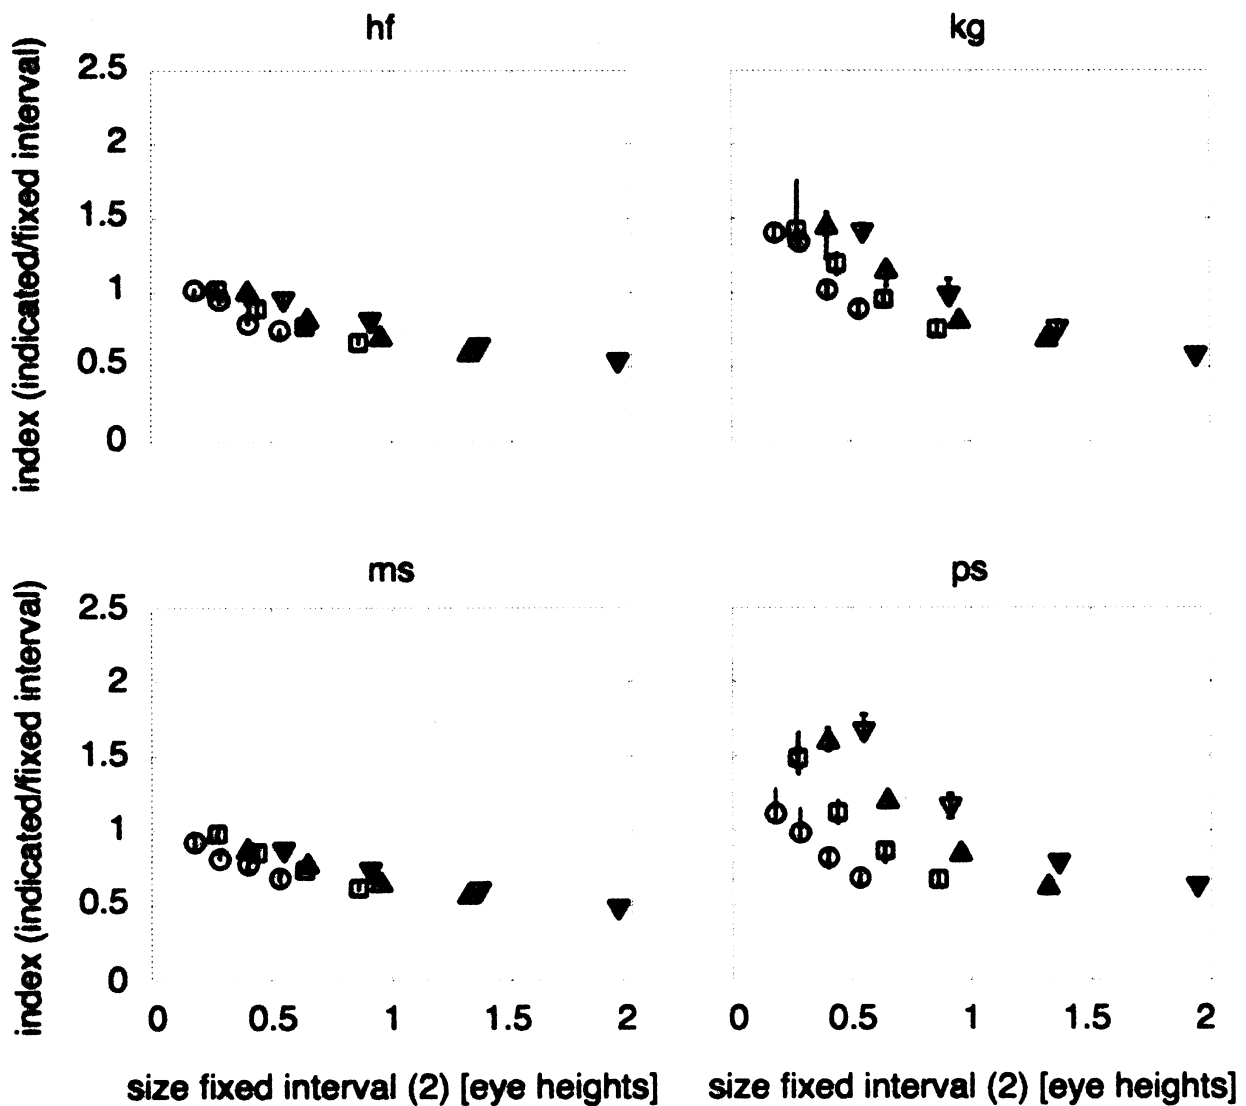 hf
kg
index (indicated/fixed interval)
2.5
2
1.5
1
0.5
0
ms
ps
index (indicated/fixed interval)
2.5
2
1.5
1
0.5
0
0 0.5 1 1.5 2
0 0.5 1 1.5 2
size fixed interval (2) [eye heights]
size fixed interval (2) [eye heights]